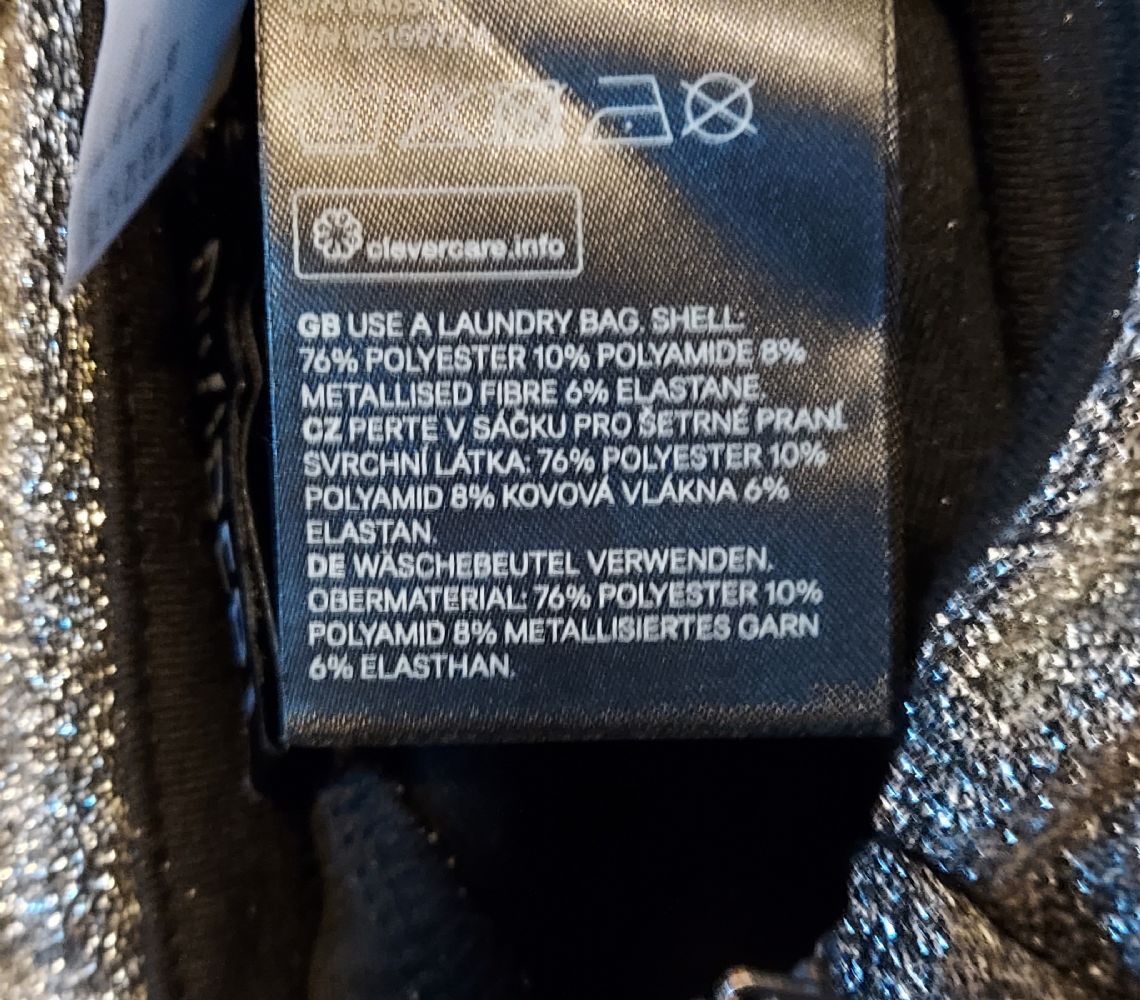 clevercare.info
GB USE A LAUNDRY BAG. SHELL:
76% POLYESTER 10% POLYAMIDE 8%
METALLISED FIBRE 6% ELASTANE.
CZ PERTE V SÁČKU PRO ŠETRNÉ PRANÍ.
SVRCHNÍ LÁTKA: 76% POLYESTER 10%
POLYAMID 8% KOVOVÁ VLÁKNA 6%
ELASTAN.
DE WÄSCHEBEUTEL VERWENDEN.
OBERMATERIAL: 76% POLYESTER 10%
POLYAMID 8% METALLISIERTES GARN
6% ELASTHAN.